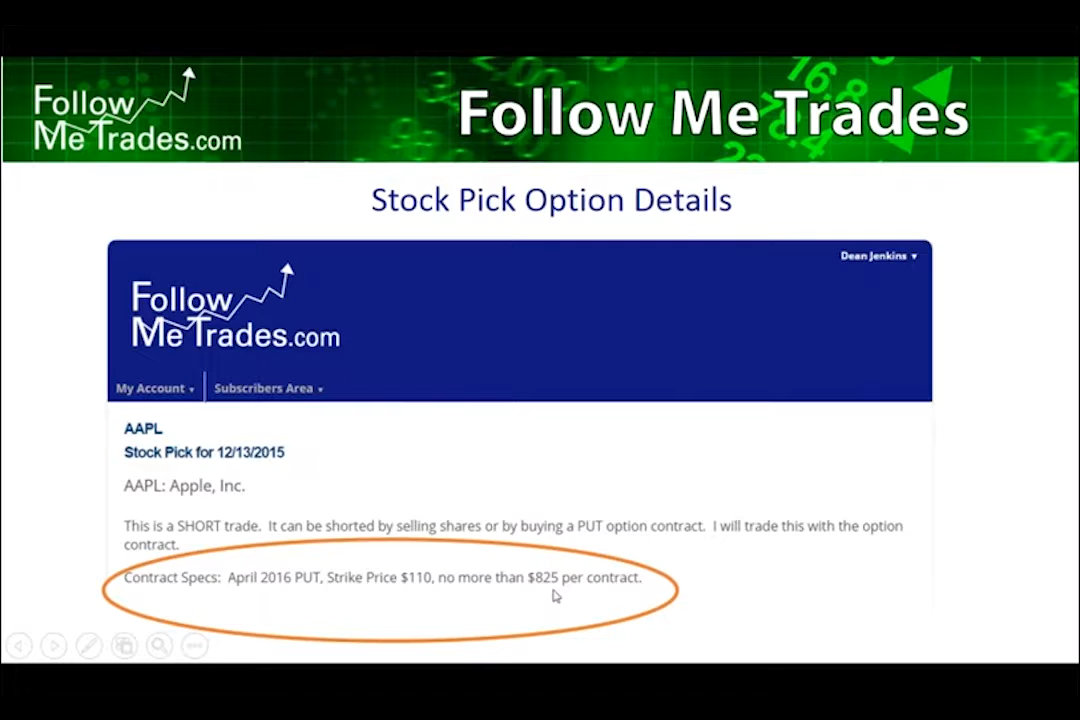 Follow
Me Trades.com
Follow Me Trades
Stock Pick Option Details
Dean Jenkins
Follow
Me Trades.com
My Account
Subscribers Area
AAPL
Stock Pick for 12/13/2015
AAPL: Apple, Inc.
This is a SHORT trade. It can be shorted by selling shares or by buying a PUT option contract. I will trade this with the option
contract.
Contract Specs: April 2016 PUT, Strike Price $110, no more than $825 per contract.